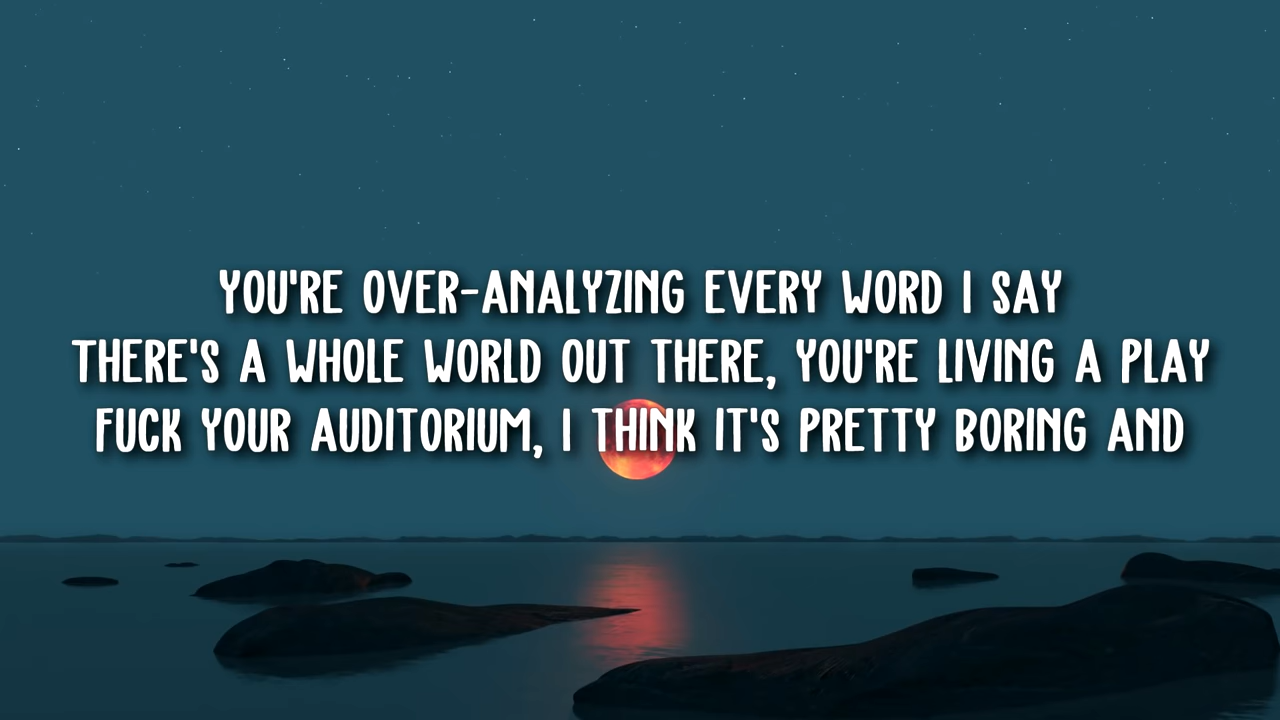 YOU'RE OVER-ANALYZING EVERY WORD I SAY
THERE'S A WHOLE WORLD OUT THERE, YOU'RE LIVING A PLAY
FUCK YOUR AUDITORIUM, I THINK IT'S PRETTY BORING AND